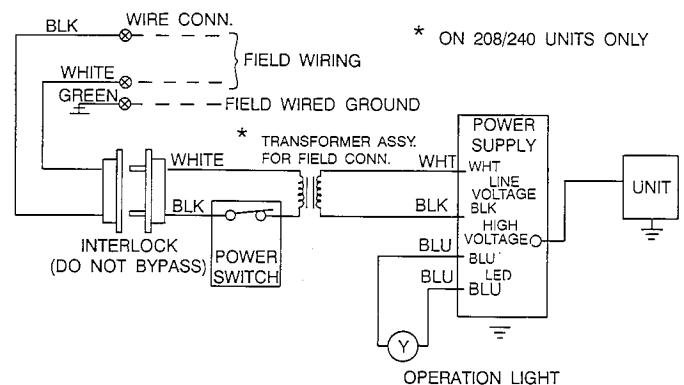 BLK
WIRE CONN.
* ON 208/240 UNITS ONLY
FIELD WIRING
WHITE
GREEN
FIELD WIRED GROUND
* TRANSFORMER ASSY.
FOR FIELD CONN.
WHITE
BLK
INTERLOCK
(DO NOT BYPASS)
POWER
SWITCH
WHT
BLK
BLU
BLU
POWER
SUPPLY
WHT
LINE
VOLTAGE
BLK
HIGH
VOLTAGE
BLU
LED
BLU
UNIT
Y
OPERATION LIGHT